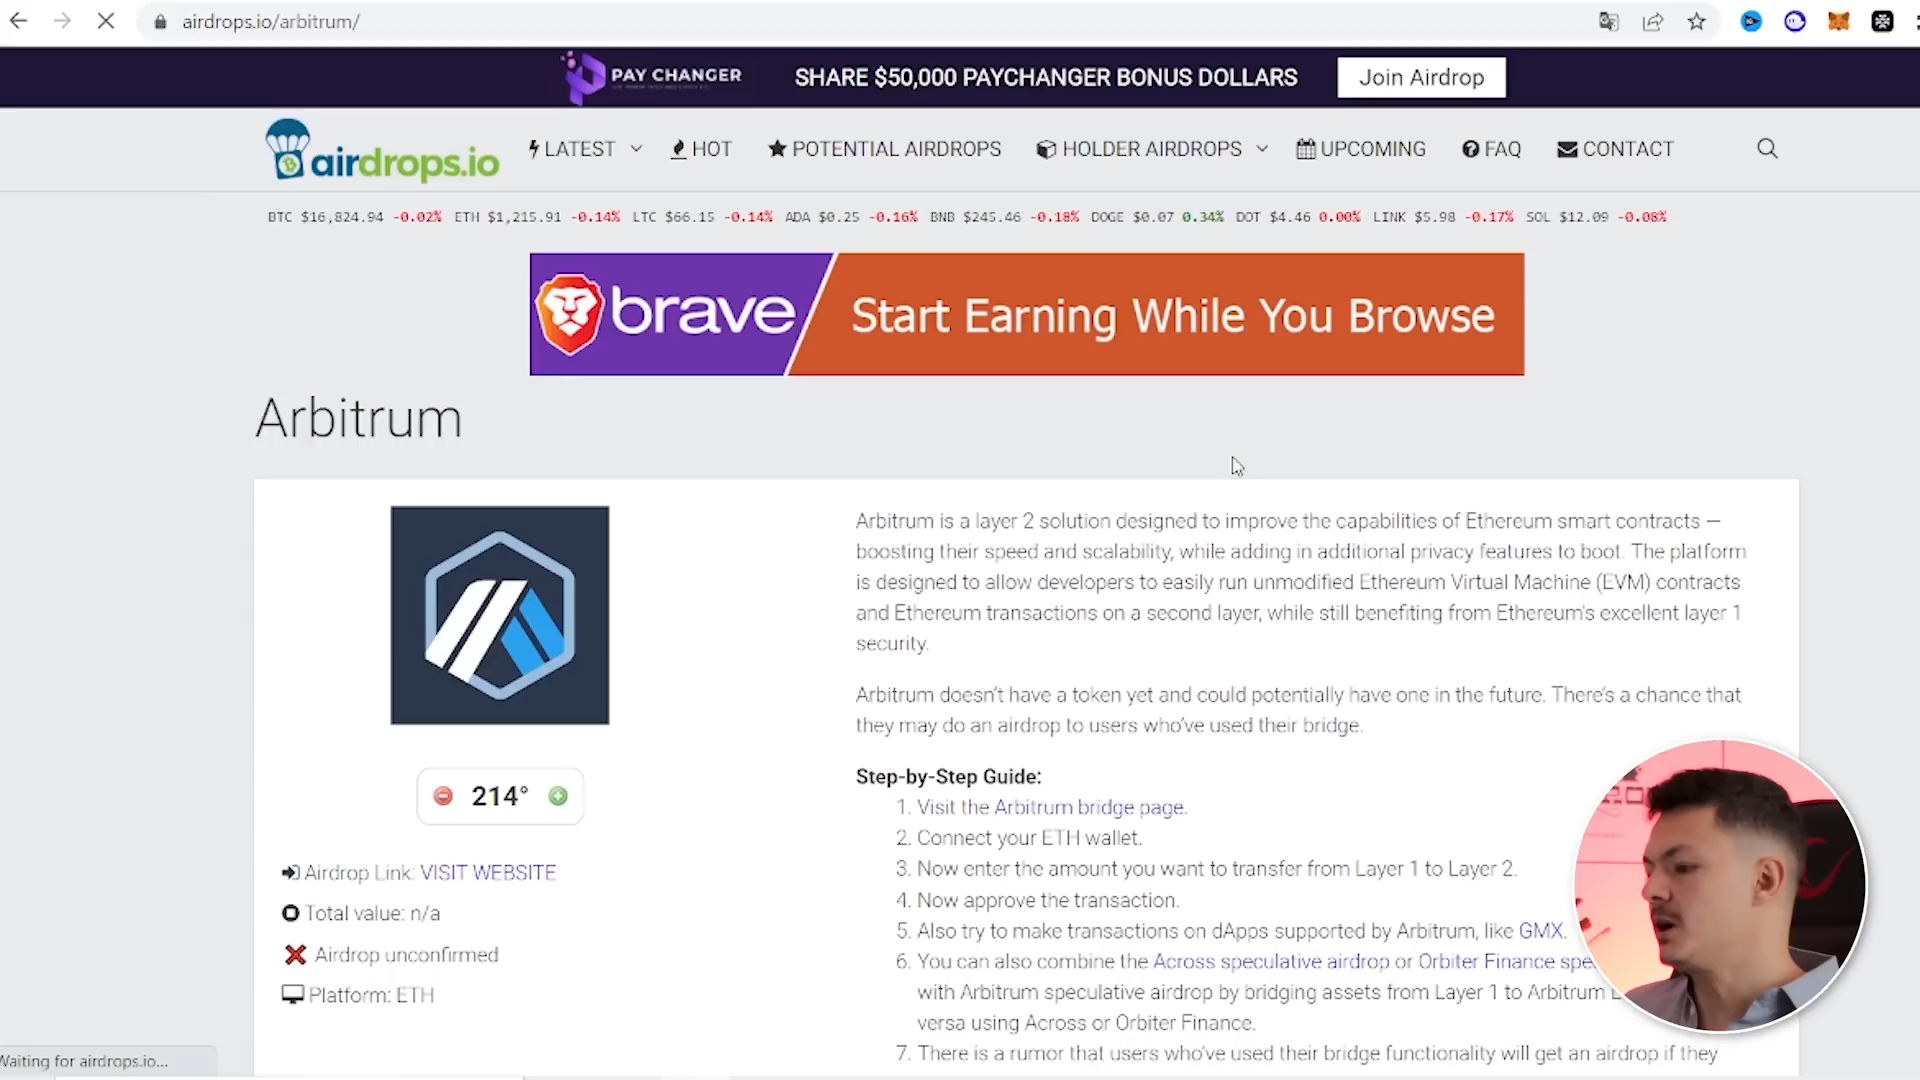 airdrops.io/arbitrum/
PAY CHANGER SHARE $50,000 PAYCHANGER BONUS DOLLARS Join Airdrop
airdrops.io LATEST HOT POTENTIAL AIRDROPS HOLDER AIRDROPS UPCOMING FAQ CONTACT
BTC $16,824.94 -0.02% ETH $1,215.91 -0.14% LTC $66.15 -0.14% ADA $0.25 -0.16% BNB $245.46 -0.18% DOGE $0.07 0.34% DOT $4.46 0.00% LINK $5.98 -0.17% SOL $12.09 -0.08%
brave Start Earning While You Browse
Arbitrum
Arbitrum is a layer 2 solution designed to improve the capabilities of Ethereum smart contracts —
boosting their speed and scalability, while adding in additional privacy features to boot. The platform
is designed to allow developers to easily run unmodified Ethereum Virtual Machine (EVM) contracts
and Ethereum transactions on a second layer, while still benefiting from Ethereum's excellent layer 1
security.
Arbitrum doesn't have a token yet and could potentially have one in the future. There's a chance that
they may do an airdrop to users who've used their bridge.
Step-by-Step Guide:
1. Visit the Arbitrum bridge page.
2. Connect your ETH wallet.
3. Now enter the amount you want to transfer from Layer 1 to Layer 2.
4. Now approve the transaction.
5. Also try to make transactions on dApps supported by Arbitrum, like GMX.
6. You can also combine the Across speculative airdrop or Orbiter Finance spe
with Arbitrum speculative airdrop by bridging assets from Layer 1 to Arbitrum
versa using Across or Orbiter Finance.
7. There is a rumor that users who've used their bridge functionality will get an airdrop if they
214°
Airdrop Link: VISIT WEBSITE
Total value: n/a
Airdrop unconfirmed
Platform: ETH
Waiting for airdrops.io...